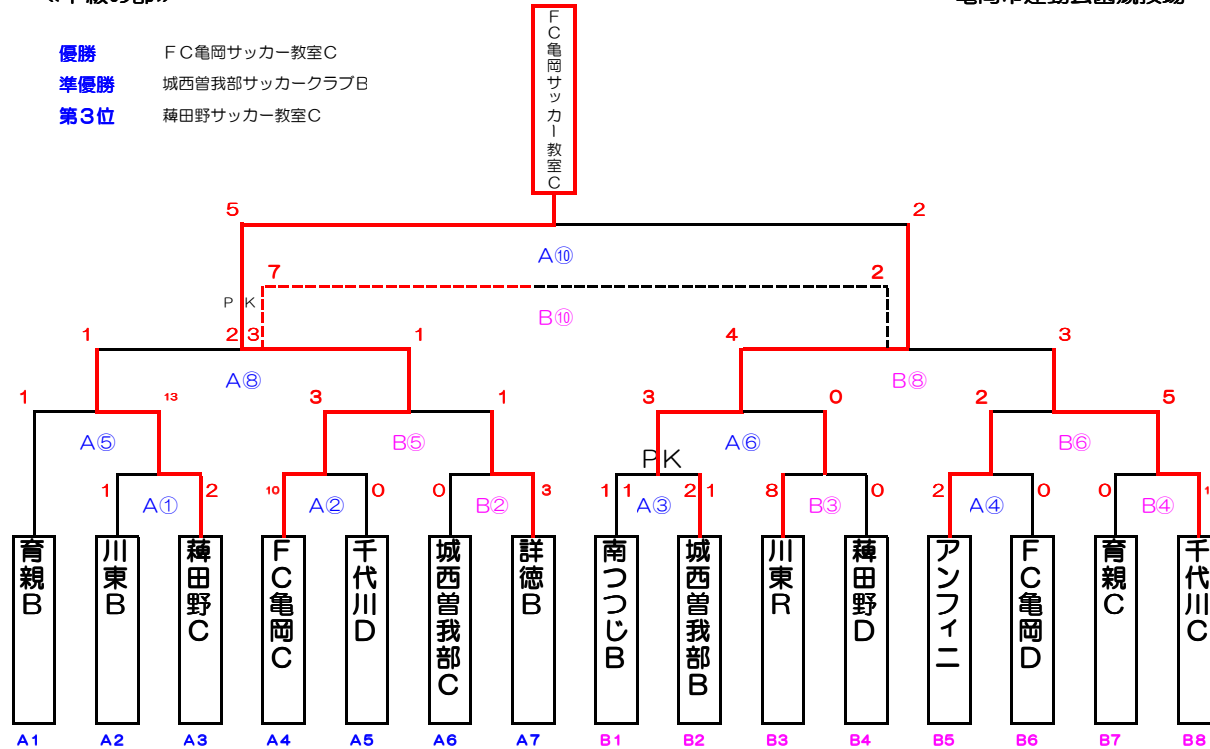 優勝 FC亀岡サッカー教室C
準優勝 城西曽我部サッカークラブB
第3位 薭田野サッカー教室C
FC亀岡サッカー教室C
5 2
A⑩
7 2
PK
B⑩
1 2 3 1 4 3
A⑧ B⑧
1 13 3 1 3 0 2 5
A⑤ B⑤ A⑥ B⑥
PK
1 2 10 0 0 3 1 1 2 1 8 0 2 0 0
A① A② B② A③ B③ A④ B④
育親B
川東B
薭田野C
FC亀岡C
千代川D
城西曽我部C
詳徳B
南つつじB
城西曽我部B
川東R
薭田野D
アンフィニ
FC亀岡D
育親C
千代川C
A1 A2 A3 A4 A5 A6 A7 B1 B2 B3 B4 B5 B6 B7 B8